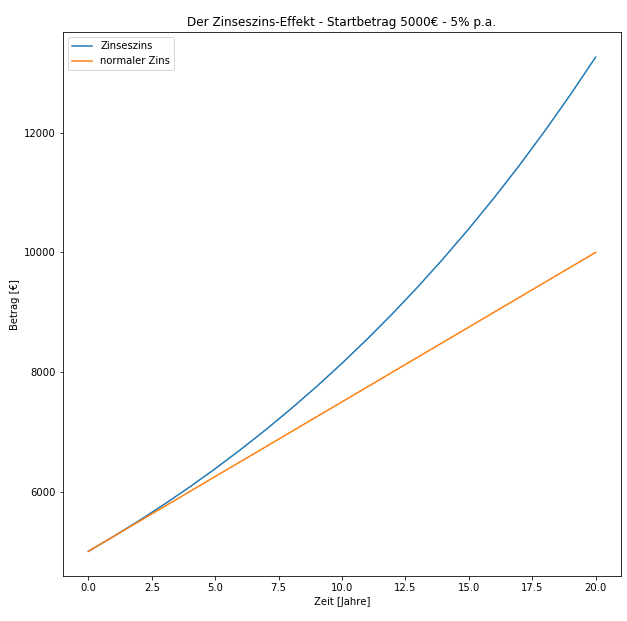 Der Zinseszins-Effekt - Startbetrag 5000€ - 5% p.a.
Zinseszins
normaler Zins
12000
10000
8000
6000
Betrag [€]
0.0 2.5 5.0 7.5 10.0 12.5 15.0 17.5 20.0
Zeit [Jahre]